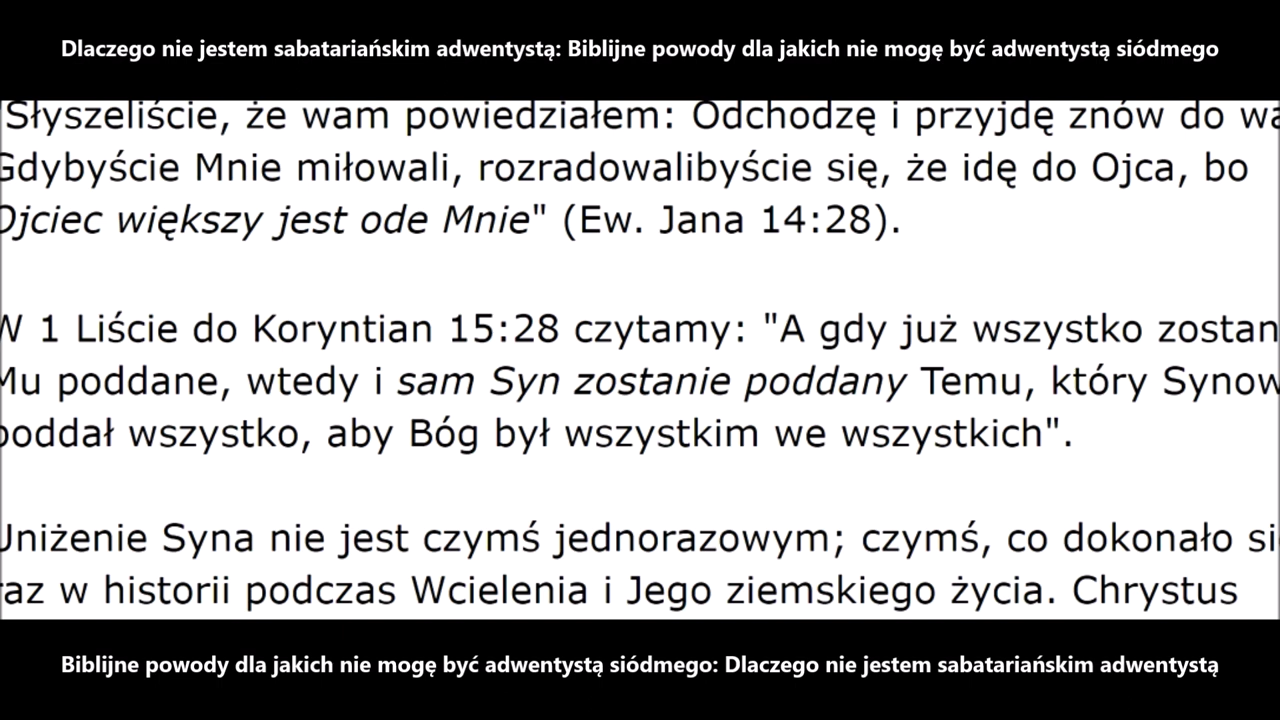 Dlaczego nie jestem sabatariańskim adwentystą: Biblijne powody dla jakich nie mogę być adwentystą siódmego
Słyszeliście, że wam powiedziałem: Odchodzę i przyjdę znów do wa
Gdybyście Mnie miłowali, rozradowalibyście się, że idę do Ojca, bo
Ojciec większy jest ode Mnie" (Ew. Jana 14:28).
W 1 Liście do Koryntian 15:28 czytamy: "A gdy już wszystko zostan
Mu poddane, wtedy i sam Syn zostanie poddany Temu, który Synow
poddał wszystko, aby Bóg był wszystkim we wszystkich".
Uniżenie Syna nie jest czymś jednorazowym; czymś, co dokonało si
raz w historii podczas Wcielenia i Jego ziemskiego życia. Chrystus
Biblijne powody dla jakich nie mogę być adwentystą siódmego: Dlaczego nie jestem sabatariańskim adwentystą